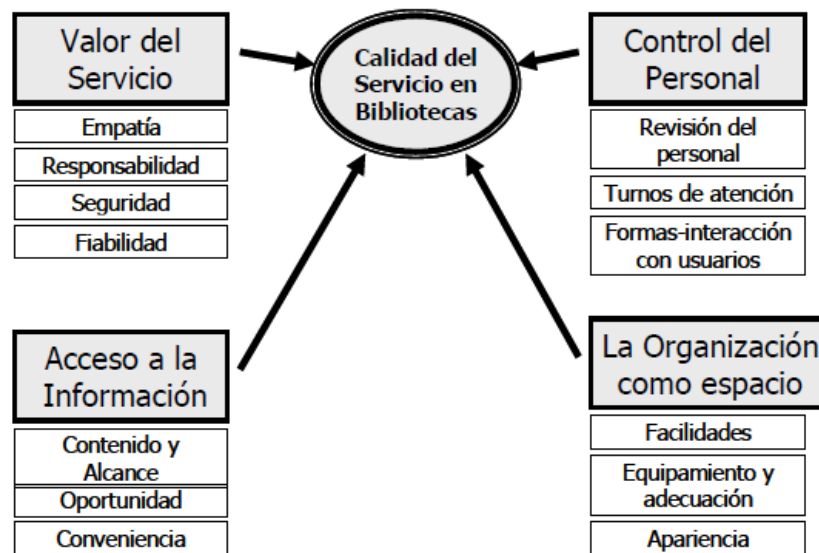 Valor del
Servicio
Empatía
Responsabilidad
Seguridad
Fiabilidad
Calidad del
Servicio en
Bibliotecas
Control del
Personal
Revisión del
personal
Turnos de atención
Formas-interacción
con usuarios
Acceso a la
Información
Contenido y
Alcance
Oportunidad
Conveniencia
La Organización
como espacio
Facilidades
Equipamiento y
adecuación
Apariencia